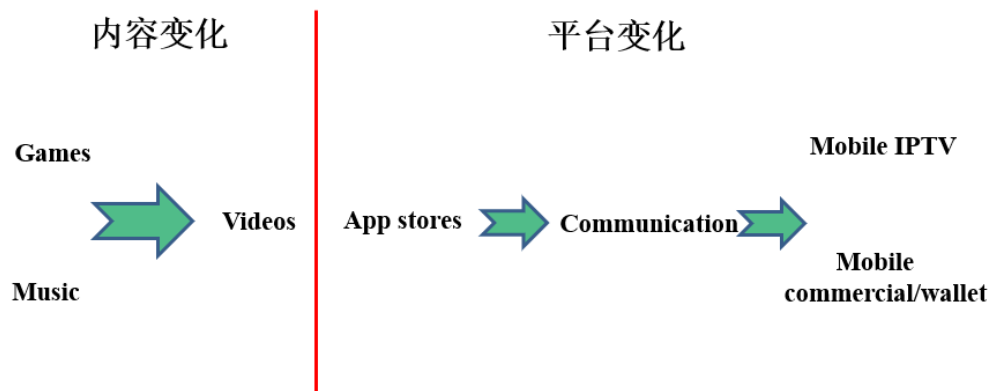 内容变化
平台变化
Games
Music
Videos
App stores
Communication
Mobile IPTV
Mobile
commercial/wallet